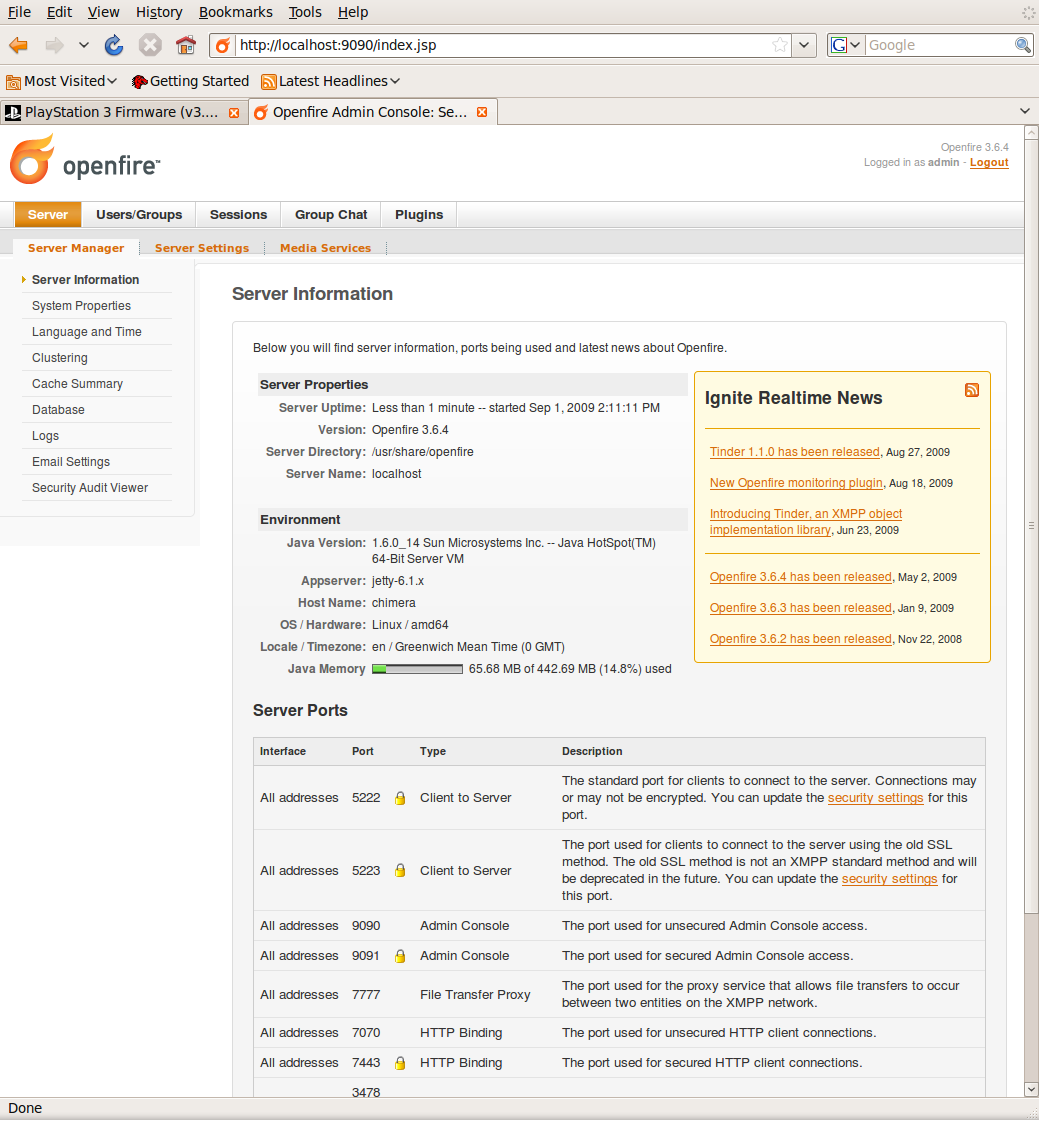 File Edit View History Bookmarks Tools Help
http://localhost:9090/index.jsp
G Google
Most Visited Getting Started Latest Headlines
PlayStation 3 Firmware (v3.... Openfire Admin Console: Se...
openfire™
Openfire 3.6.4
Logged in as admin - Logout
Server Users/Groups Sessions Group Chat Plugins
Server Manager Server Settings Media Services
Server Information
System Properties
Language and Time
Clustering
Cache Summary
Database
Logs
Email Settings
Security Audit Viewer
Server Information
Below you will find server information, ports being used and latest news about Openfire.
Server Properties
Server Uptime: Less than 1 minute -- started Sep 1, 2009 2:11:11 PM
Version: Openfire 3.6.4
Server Directory: /usr/share/openfire
Server Name: localhost
Environment
Java Version: 1.6.0_14 Sun Microsystems Inc. -- Java HotSpot(TM)
64-Bit Server VM
Appserver: jetty-6.1.x
Host Name: chimera
OS / Hardware: Linux / amd64
Locale / Timezone: en / Greenwich Mean Time (0 GMT)
Java Memory 65.68 MB of 442.69 MB (14.8%) used
Ignite Realtime News
Tinder 1.1.0 has been released, Aug 27, 2009
New Openfire monitoring plugin, Aug 18, 2009
Introducing Tinder, an XMPP object
implementation library, Jun 23, 2009
Openfire 3.6.4 has been released, May 2, 2009
Openfire 3.6.3 has been released, Jan 9, 2009
Openfire 3.6.2 has been released, Nov 22, 2008
Server Ports
Interface Port Type Description
All addresses 5222 Client to Server The standard port for clients to connect to the server. Connections may
or may not be encrypted. You can update the security settings for this
port.
All addresses 5223 Client to Server The port used for clients to connect to the server using the old SSL
method. The old SSL method is not an XMPP standard method and will
be deprecated in the future. You can update the security settings for
this port.
All addresses 9090 Admin Console The port used for unsecured Admin Console access.
All addresses 9091 Admin Console The port used for secured Admin Console access.
All addresses 7777 File Transfer Proxy The port used for the proxy service that allows file transfers to occur
between two entities on the XMPP network.
All addresses 7070 HTTP Binding The port used for unsecured HTTP client connections.
All addresses 7443 HTTP Binding The port used for secured HTTP client connections.
3478
Done